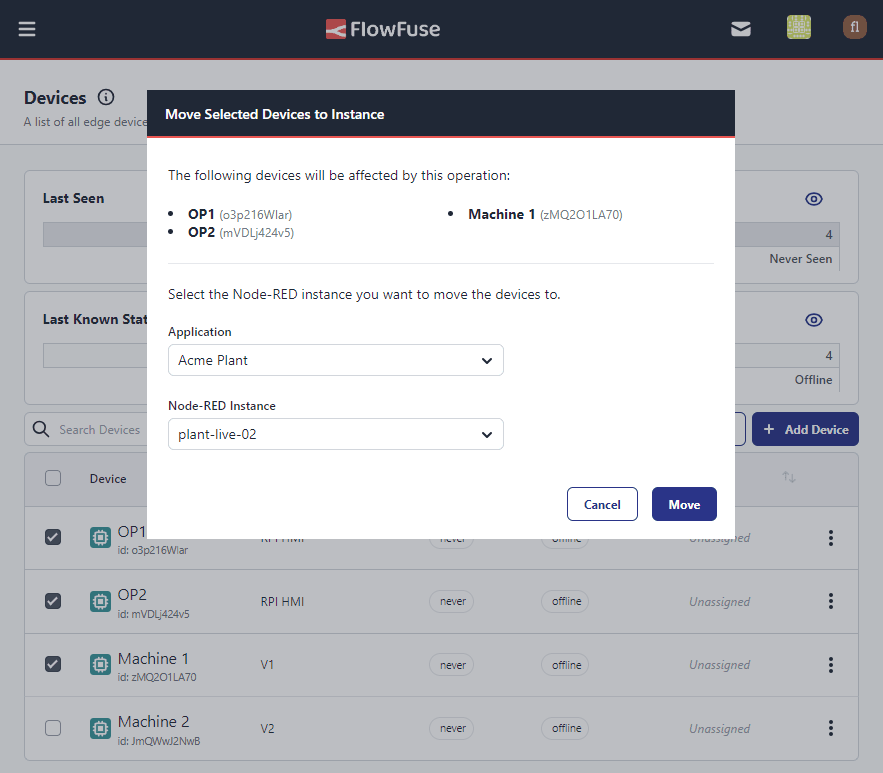 FlowFuse
fl
Devices
A list of all edge device
Move Selected Devices to Instance
The following devices will be affected by this operation:
OP1 (o3p216Wlar)
OP2 (mVDLj424v5)
Machine 1 (zMQ2O1LA70)
Select the Node-RED instance you want to move the devices to.
Application
Acme Plant
Node-RED Instance
plant-live-02
Cancel
Move
Last Seen
4
Never Seen
Last Known Stat
4
Offline
Search Devices
+ Add Device
Device
OP1 RPI HMI never offline Unassigned
id: o3p216Wlar
OP2 RPI HMI never offline Unassigned
id: mVDLj424v5
Machine 1 V1 never offline Unassigned
id: zMQ2O1LA70
Machine 2 V2 never offline Unassigned
id: JmQWwJ2NwB